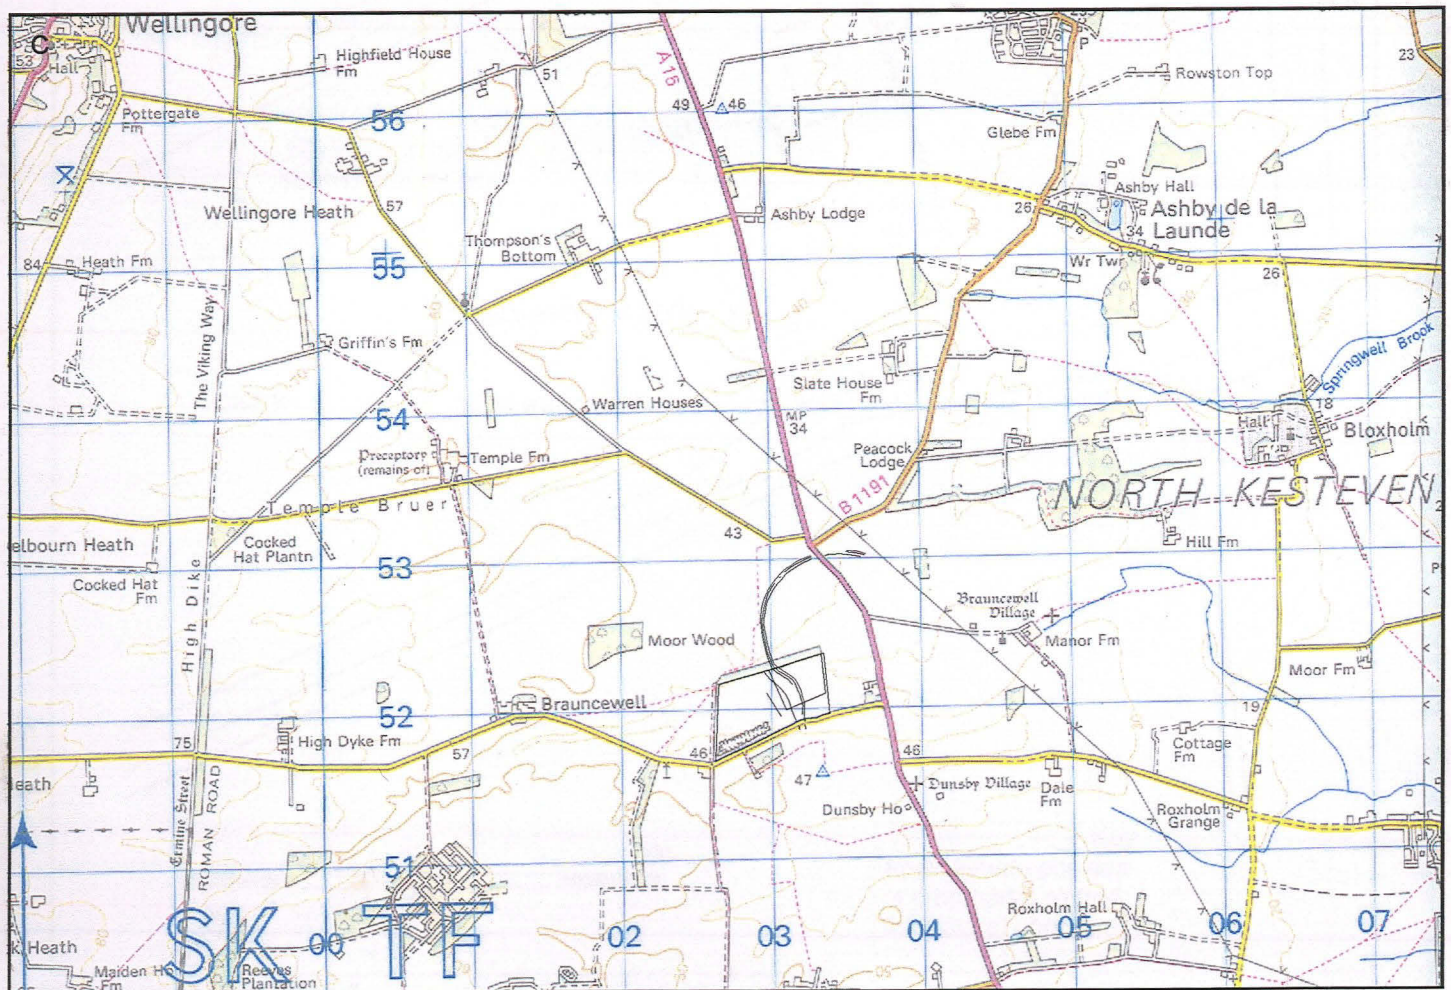 Wellingore
C
53
Hall
Highfield House
Fm
51
A15
49
46
P
23
Rowston Top
Pottergate
Fm
56
Glebe Fm
Wellingore Heath
57
Ashby Hall
Ashby de la
Launde
26
34
Ashby Lodge
Thompson's
Bottom
84
Heath Fm
55
Wr Twr
26
The Viking Way
Griffin's Fm
Slate House
Fm
Springwell Brook
54
Warren Houses
MP
34
18
Hall
Bloxholm
Preceptory
(remains of)
Temple Fm
Peacock
Lodge
B1191
NORTH KESTEVEN
Temple Bruer
elbourn Heath
Cocked
Hat Plantn
43
Hill Fm
53
Cocked Hat
Fm
High Dike
Brauncewell
Village
Manor Fm
Moor Wood
Moor Fm
Brauncewell
52
19
75
High Dyke Fm
57
46
46
Cottage
Fm
eath
47
Dunsby Village
Dale
Fm
Dunsby Ho
Roxholm
Grange
Ermine Street
ROMAN ROAD
51
Roxholm Hall
SK TF
00
02
03
04
05
06
07
k Heath
Maiden Ho
Fm
Reeves
Plantation